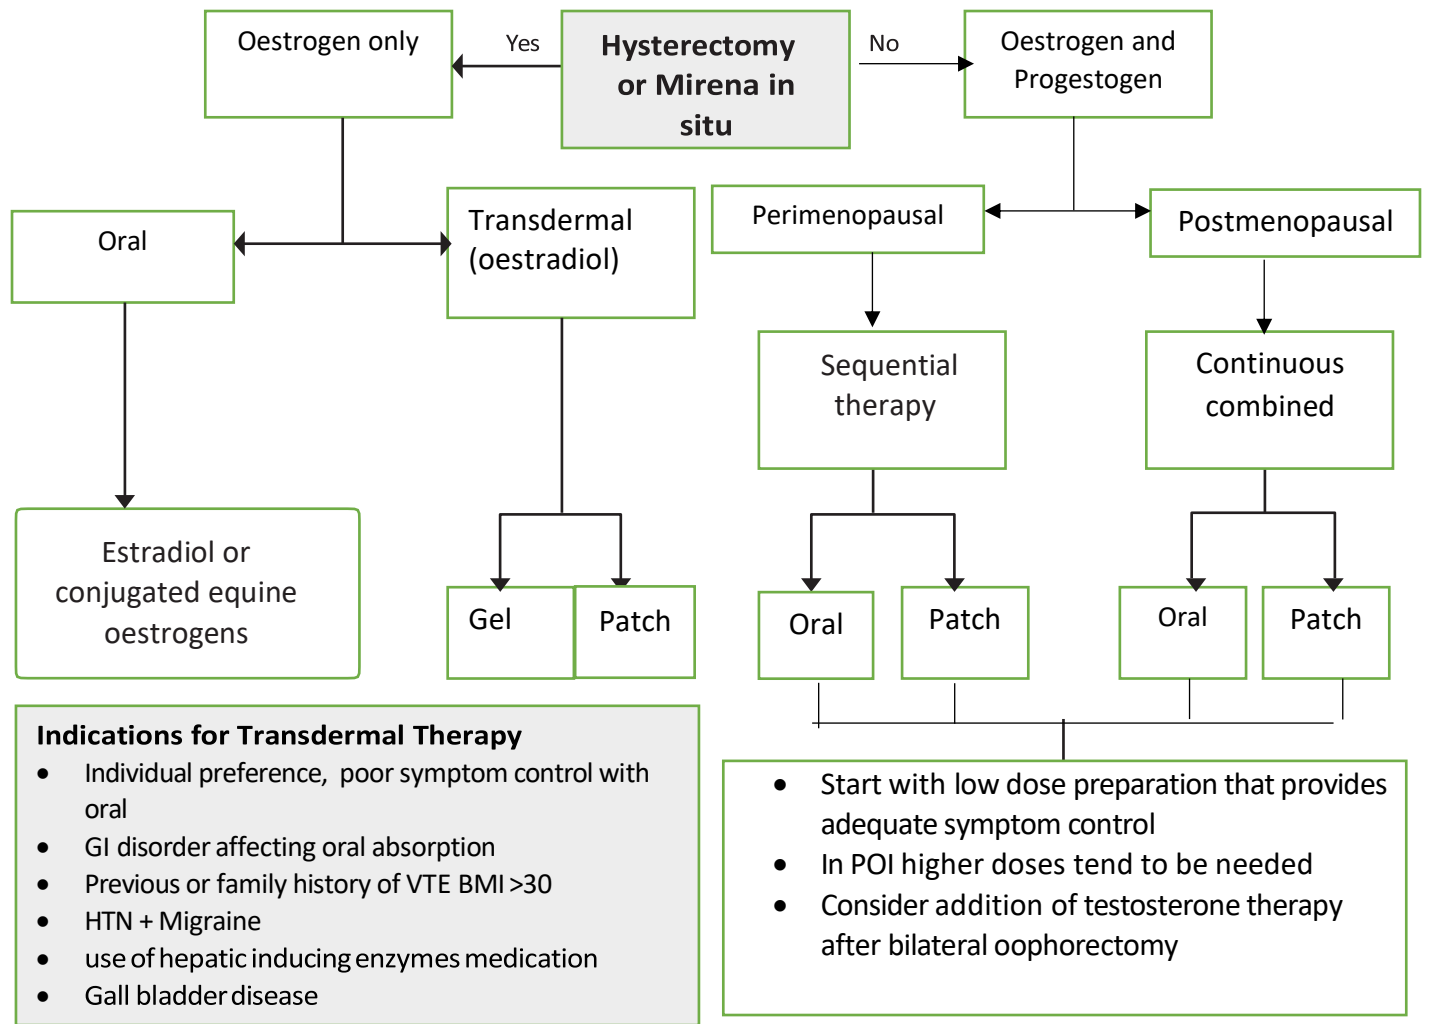 Oestrogen only
Yes
Hysterectomy
or Mirena in
situ
No
Oestrogen and
Progestogen
Oral
Transdermal
(oestradiol)
Perimenopausal
Postmenopausal
Sequential
therapy
Continuous
combined
Estradiol or
conjugated equine
oestrogens
Gel
Patch
Oral
Patch
Oral
Patch
Indications for Transdermal Therapy
• Individual preference, poor symptom control with
oral
• GI disorder affecting oral absorption
• Previous or family history of VTE BMI >30
• HTN + Migraine
• use of hepatic inducing enzymes medication
• Gall bladder disease
• Start with low dose preparation that provides
adequate symptom control
• In POI higher doses tend to be needed
• Consider addition of testosterone therapy
after bilateral oophorectomy